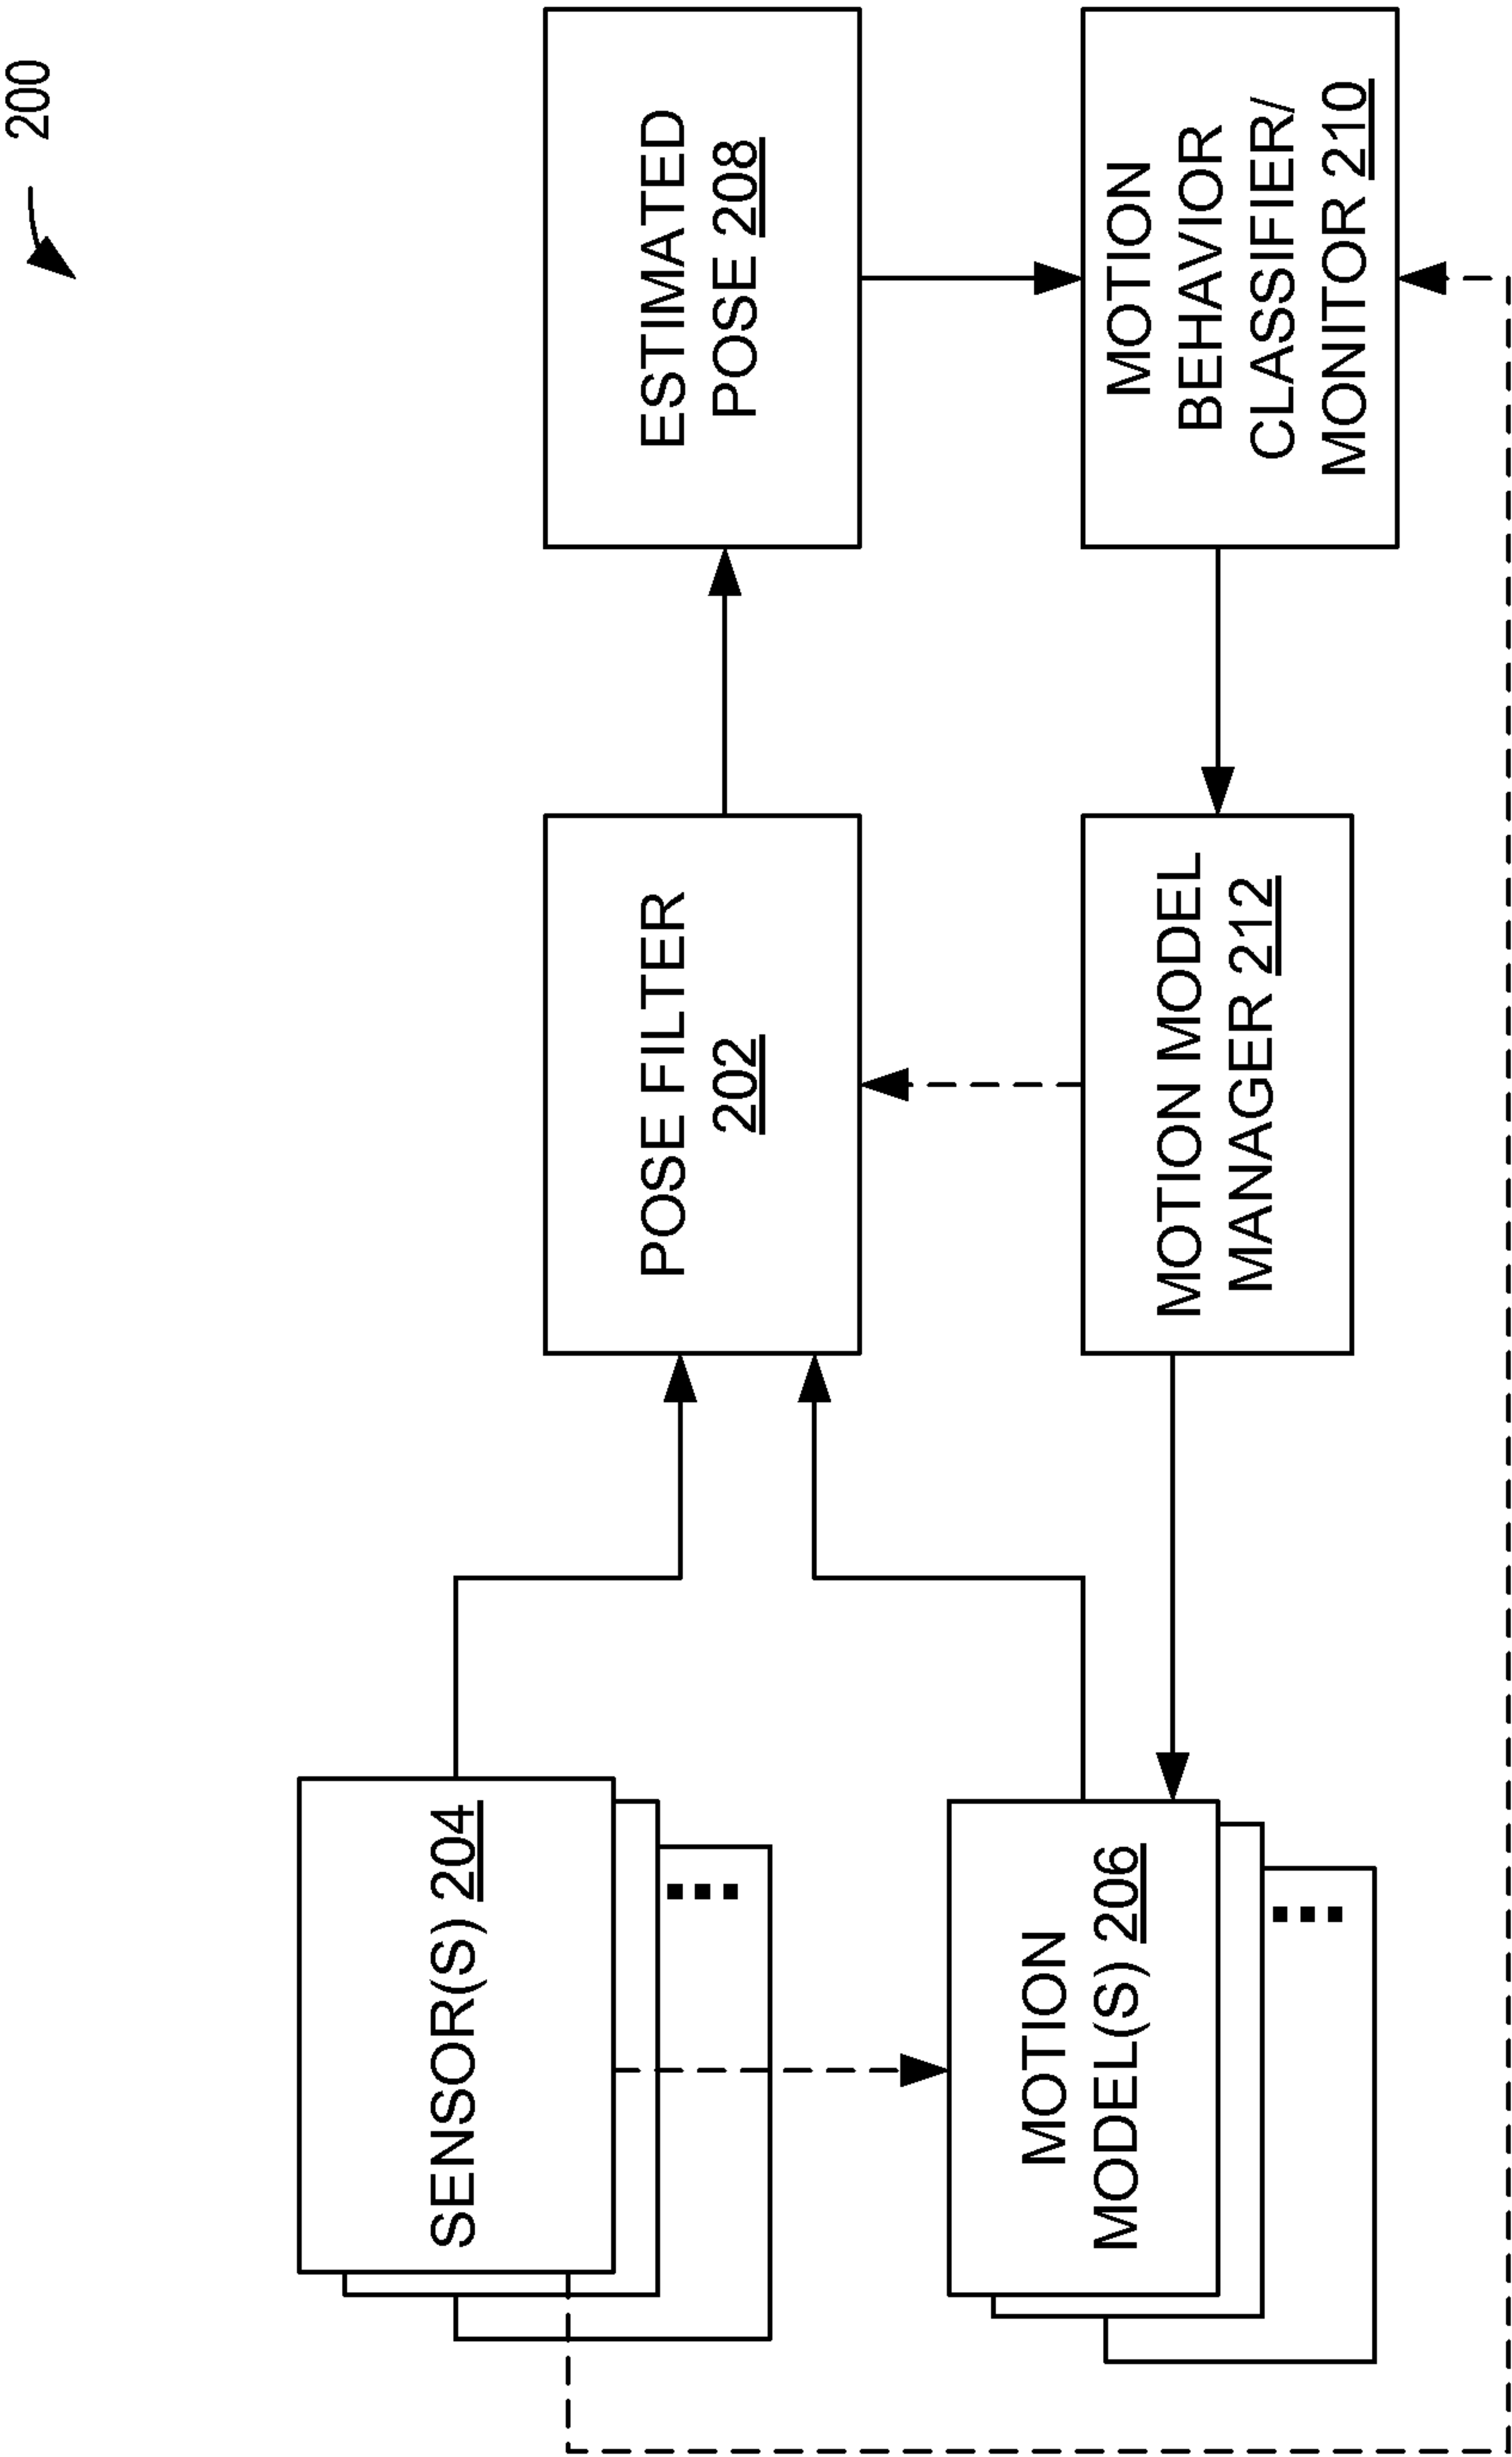 200
SENSOR(S) 204
POSE FILTER
202
ESTIMATED
POSE 208
MOTION
MODEL(S) 206
MOTION MODEL
MANAGER 212
MOTION
BEHAVIOR
CLASSIFIER/
MONITOR 210